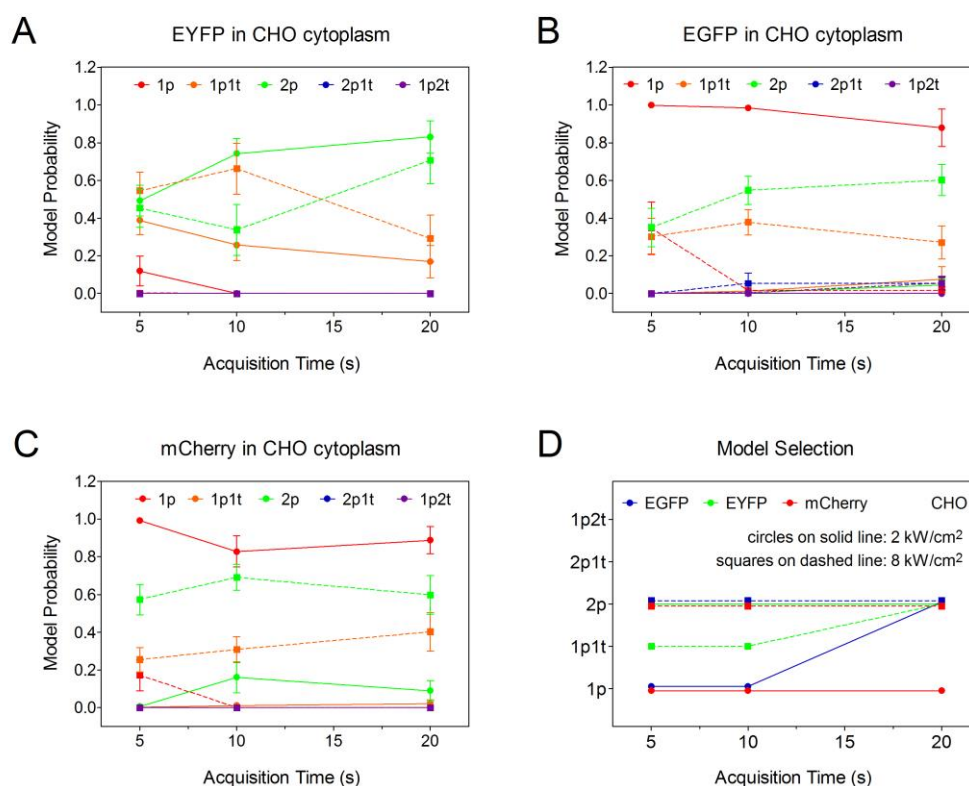 A
EYFP in CHO cytoplasm
1p 1p1t 2p 2p1t 1p2t
Model Probability
1.2
1.0
0.8
0.6
0.4
0.2
0.0
5 10 15 20
Acquisition Time (s)
B
EGFP in CHO cytoplasm
1p 1p1t 2p 2p1t 1p2t
Model Probability
1.2
1.0
0.8
0.6
0.4
0.2
0.0
5 10 15 20
Acquisition Time (s)
C
mCherry in CHO cytoplasm
1p 1p1t 2p 2p1t 1p2t
Model Probability
1.2
1.0
0.8
0.6
0.4
0.2
0.0
5 10 15 20
Acquisition Time (s)
D
Model Selection
EGFP EYFP mCherry CHO
circles on solid line: 2 kW/cm²
squares on dashed line: 8 kW/cm²
1p2t
2p1t
2p
1p1t
1p
5 10 15 20
Acquisition Time (s)